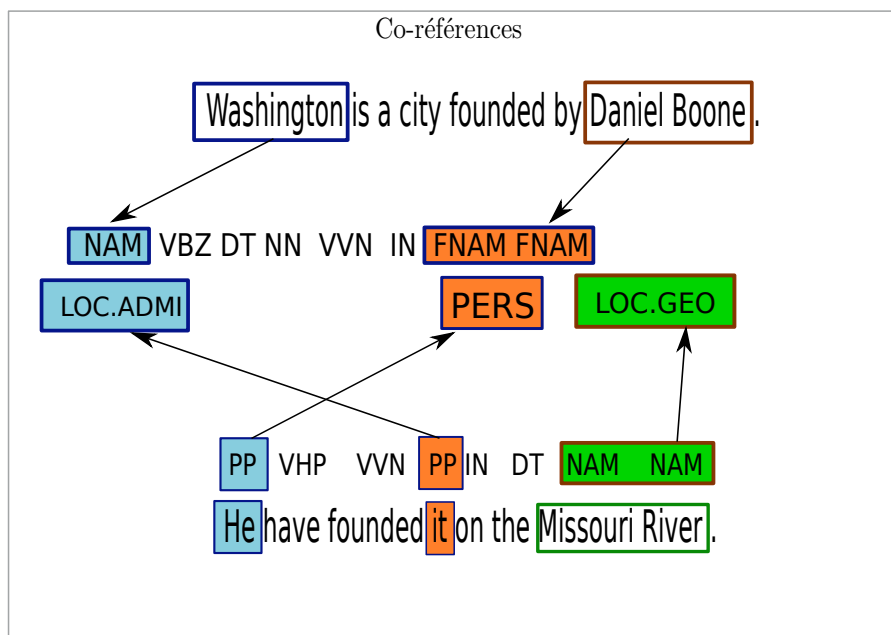 Co-références
Washington is a city founded by Daniel Boone .
NAM VBZ DT NN VVN IN FNAM FNAM
LOC.ADMI PERS LOC.GEO
PP VHP VVN PP IN DT NAM NAM
He have founded it on the Missouri River .